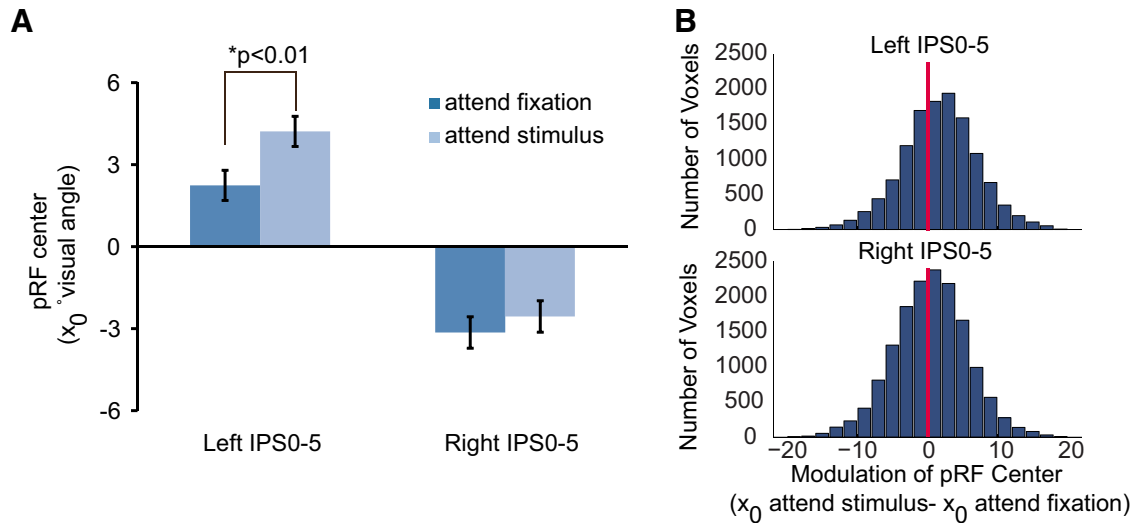 A
*p<0.01
6
3
0
-3
-6
pRF center
(x0 °visual angle)
attend fixation
attend stimulus
Left IPS0-5
Right IPS0-5
B
Left IPS0-5
2500
2000
1500
1000
500
0
Number of Voxels
Right IPS0-5
2500
2000
1500
1000
500
0
Number of Voxels
−20 −10 0 10 20
Modulation of pRF Center
(x0 attend stimulus- x0 attend fixation)